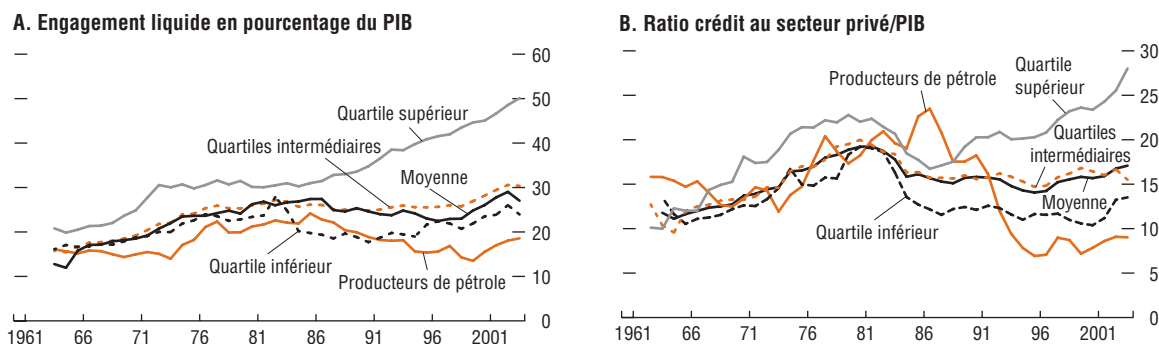 A. Engagement liquide en pourcentage du PIB
60
50
40
30
20
10
0
Quartile supérieur
Quartiles intermédiaires
Moyenne
Quartile inférieur
Producteurs de pétrole
1961 66 71 76 81 86 91 96 2001
B. Ratio crédit au secteur privé/PIB
30
25
20
15
10
5
0
Producteurs de pétrole
Quartile
supérieur
Quartiles
intermédiaires
Moyenne
Quartile inférieur
1961 66 71 76 81 86 91 96 2001